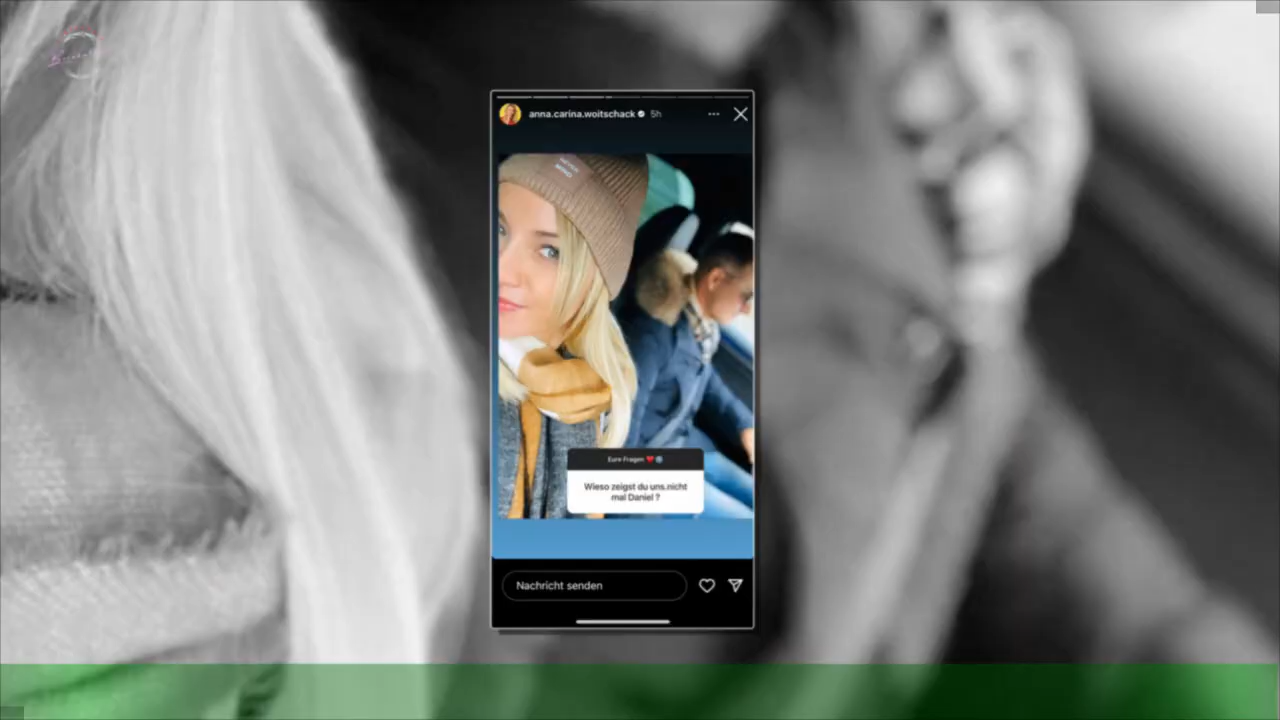 anna.carina.woitschack 5h
Eure Fragen
Wieso zeigst du uns.nicht
mal Daniel ?
Nachricht senden